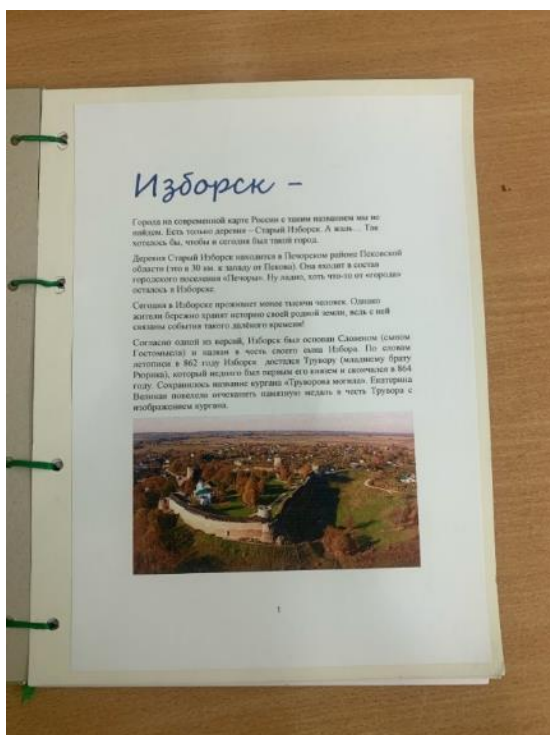 Изборск -
Города на современной карте России с таким названием мы не
найдем. Есть только деревня – Старый Изборск. А жаль… Так
хотелось бы, чтобы и сегодня был такой город.
Деревня Старый Изборск находится в Печорском районе Псковской
области (это в 30 км. к западу от Пскова). Она входит в состав
городского поселения «Печоры». Ну ладно, хоть что-то от «города»
осталось в Изборске.
Сегодня в Изборске проживает менее тысячи человек. Однако
жители бережно хранят историю своей родной земли, ведь с ней
связаны события такого далёкого времени!
Согласно одной из версий, Изборск был основан Словеном (сыном
Гостомысла) и назван в честь своего сына Избора. По словам
летописи в 862 году Изборск достался Трувору (младшему брату
Рюрика), который недолго был первым его князем и скончался в 864
году. Сохранилось название кургана «Труворова могила». Екатерина
Великая повелела отчеканить памятную медаль в честь Трувора с
изображением кургана.
1